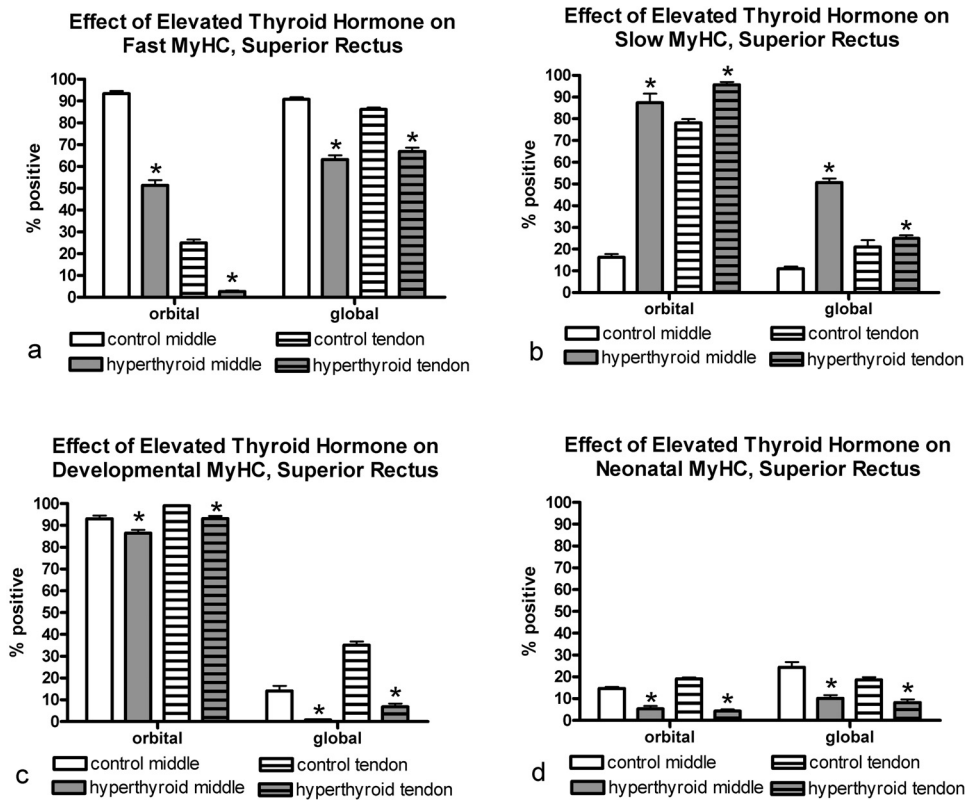 Effect of Elevated Thyroid Hormone on
Fast MyHC, Superior Rectus
% positive
100
90
80
70
60
50
40
30
20
10
0
*
*
*
*
orbital
global
control middle
control tendon
hyperthyroid middle
hyperthyroid tendon
a
Effect of Elevated Thyroid Hormone on
Slow MyHC, Superior Rectus
% positive
100
90
80
70
60
50
40
30
20
10
0
*
*
*
*
orbital
global
control middle
control tendon
hyperthyroid middle
hyperthyroid tendon
b
Effect of Elevated Thyroid Hormone on
Developmental MyHC, Superior Rectus
% positive
100
90
80
70
60
50
40
30
20
10
0
*
*
*
*
orbital
global
control middle
control tendon
hyperthyroid middle
hyperthyroid tendon
c
Effect of Elevated Thyroid Hormone on
Neonatal MyHC, Superior Rectus
% positive
100
90
80
70
60
50
40
30
20
10
0
*
*
*
*
orbital
global
control middle
control tendon
hyperthyroid middle
hyperthyroid tendon
d